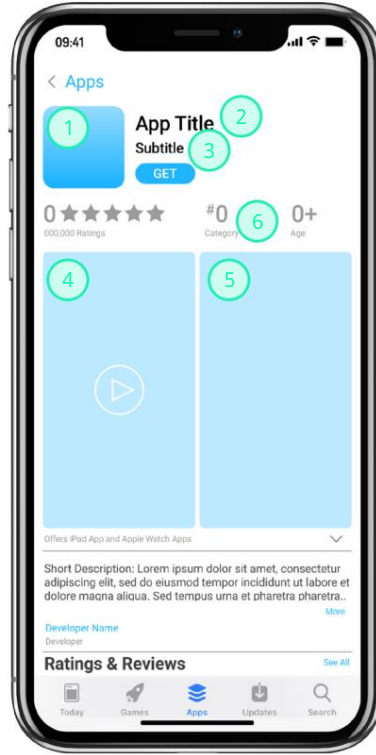 09:41
Apps
1
App Title
2
Subtitle
3
GET
0
#0
6
0+
000,000 Ratings
Category
Age
4
5
Offers iPad App and Apple Watch Apps
Short Description: Lorem ipsum dolor sit amet, consectetur
adipiscing elit, sed do eiusmod tempor incididunt ut labore et
dolore magna aliqua. Sed tempus urna et pharetra pharetra..
More
Developer Name
Developer
Ratings & Reviews
See All
Today
Games
Apps
Updates
Search